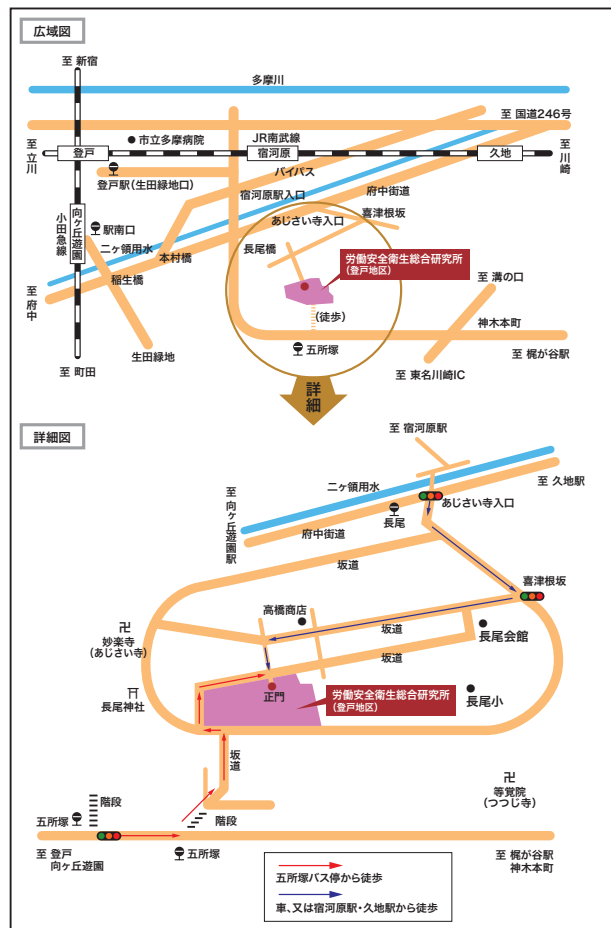 広域図
至 新宿
多摩川
至 国道246号
市立多摩病院
JR南武線
至 立川
登戸
宿河原
久地
至 川崎
登戸駅(生田緑地口)
バイパス
宿河原駅入口
府中街道
向ヶ丘遊園
小田急線
駅南口
あじさい寺入口
喜津根坂
二ヶ領用水
本村橋
長尾橋
労働安全衛生総合研究所
(登戸地区)
稲生橋
至 府中
至 溝の口
(徒歩)
神木本町
生田緑地
五所塚
至 梶が谷駅
至 町田
至 東名川崎IC
詳細
詳細図
至 宿河原駅
二ヶ領用水
至 久地駅
あじさい寺入口
至 向ヶ丘遊園駅
長尾
府中街道
坂道
喜津根坂
高橋商店
坂道
長尾会館
妙楽寺
(あじさい寺)
坂道
正門
労働安全衛生総合研究所
(登戸地区)
長尾小
長尾神社
坂道
階段
等覚院
(つつじ寺)
五所塚
階段
至 登戸
向ヶ丘遊園
五所塚
至 梶が谷駅
神木本町
五所塚バス停から徒歩
車、又は宿河原駅・久地駅から徒歩